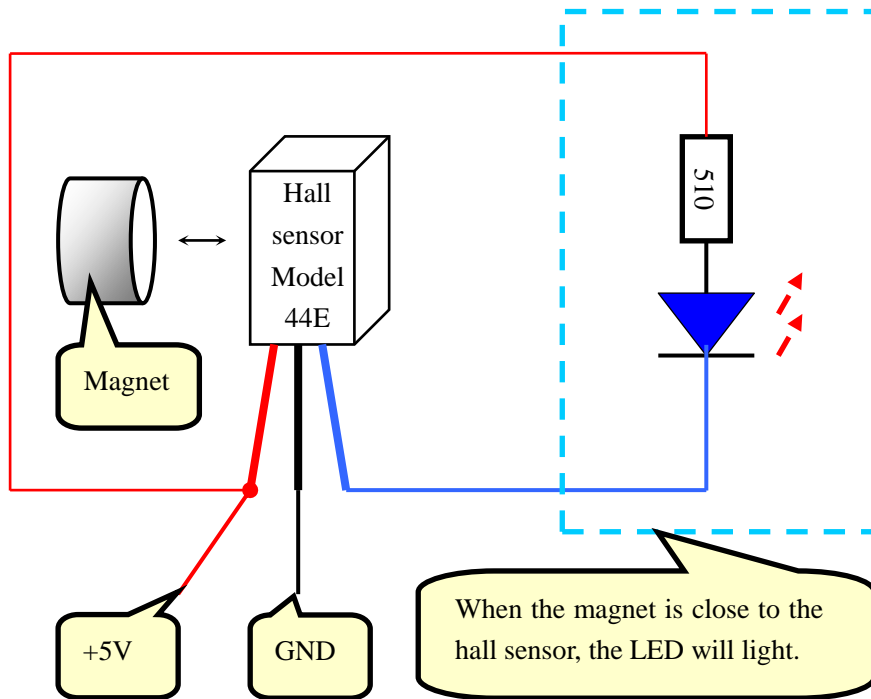 Hall
sensor
Model
44E
510
Magnet
+5V
GND
When the magnet is close to the
hall sensor, the LED will light.